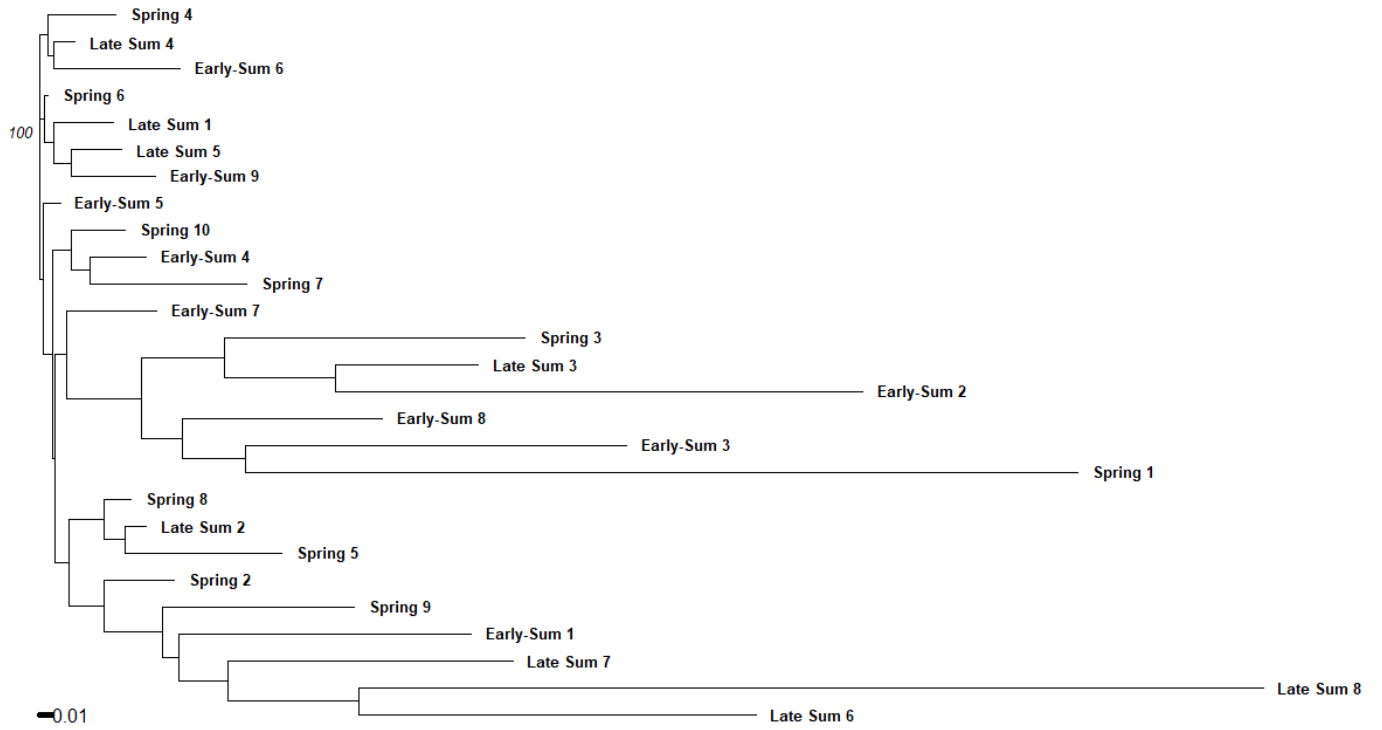 Spring 4
Late Sum 4
Early-Sum 6
Spring 6
100
Late Sum 1
Late Sum 5
Early-Sum 9
Early-Sum 5
Spring 10
Early-Sum 4
Spring 7
Early-Sum 7
Spring 3
Late Sum 3
Early-Sum 2
Early-Sum 8
Early-Sum 3
Spring 1
Spring 8
Late Sum 2
Spring 5
Spring 2
Spring 9
Early-Sum 1
Late Sum 7
Late Sum 8
Late Sum 6
0.01